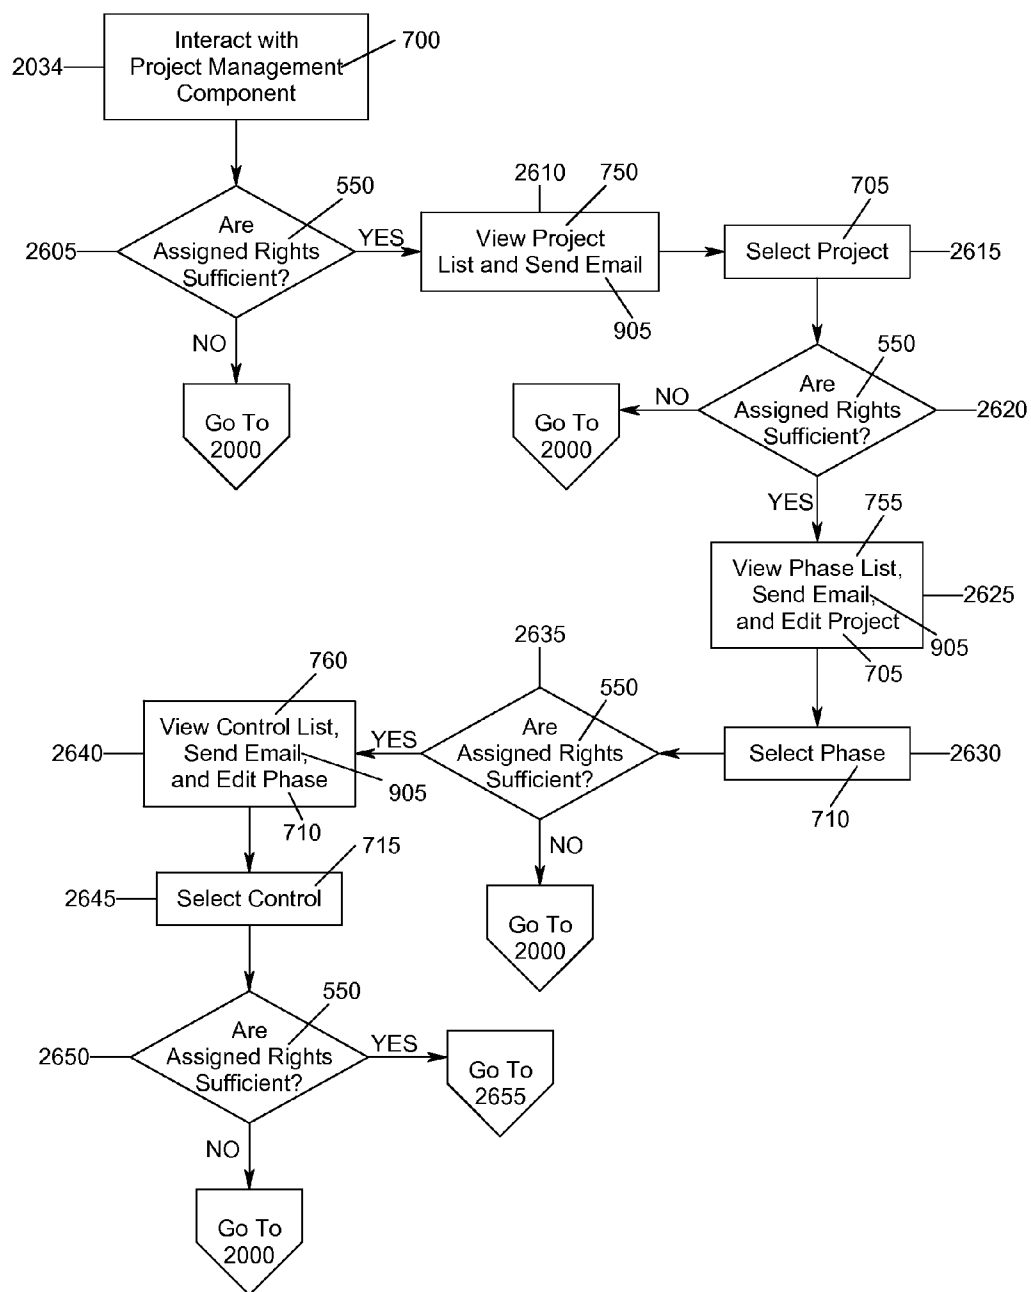 Interact with
Project Management
Component
700
2034
550
Are
Assigned Rights
Sufficient?
2605
YES
NO
Go To
2000
2610
750
View Project
List and Send Email
905
705
Select Project
2615
550
Are
Assigned Rights
Sufficient?
2620
NO
Go To
2000
YES
755
View Phase List,
Send Email,
and Edit Project
2625
905
705
Select Phase
2630
710
2635
550
Are
Assigned Rights
Sufficient?
YES
NO
Go To
2000
760
View Control List,
Send Email,
and Edit Phase
2640
905
710
715
Select Control
2645
550
Are
Assigned Rights
Sufficient?
2650
YES
Go To
2655
NO
Go To
2000